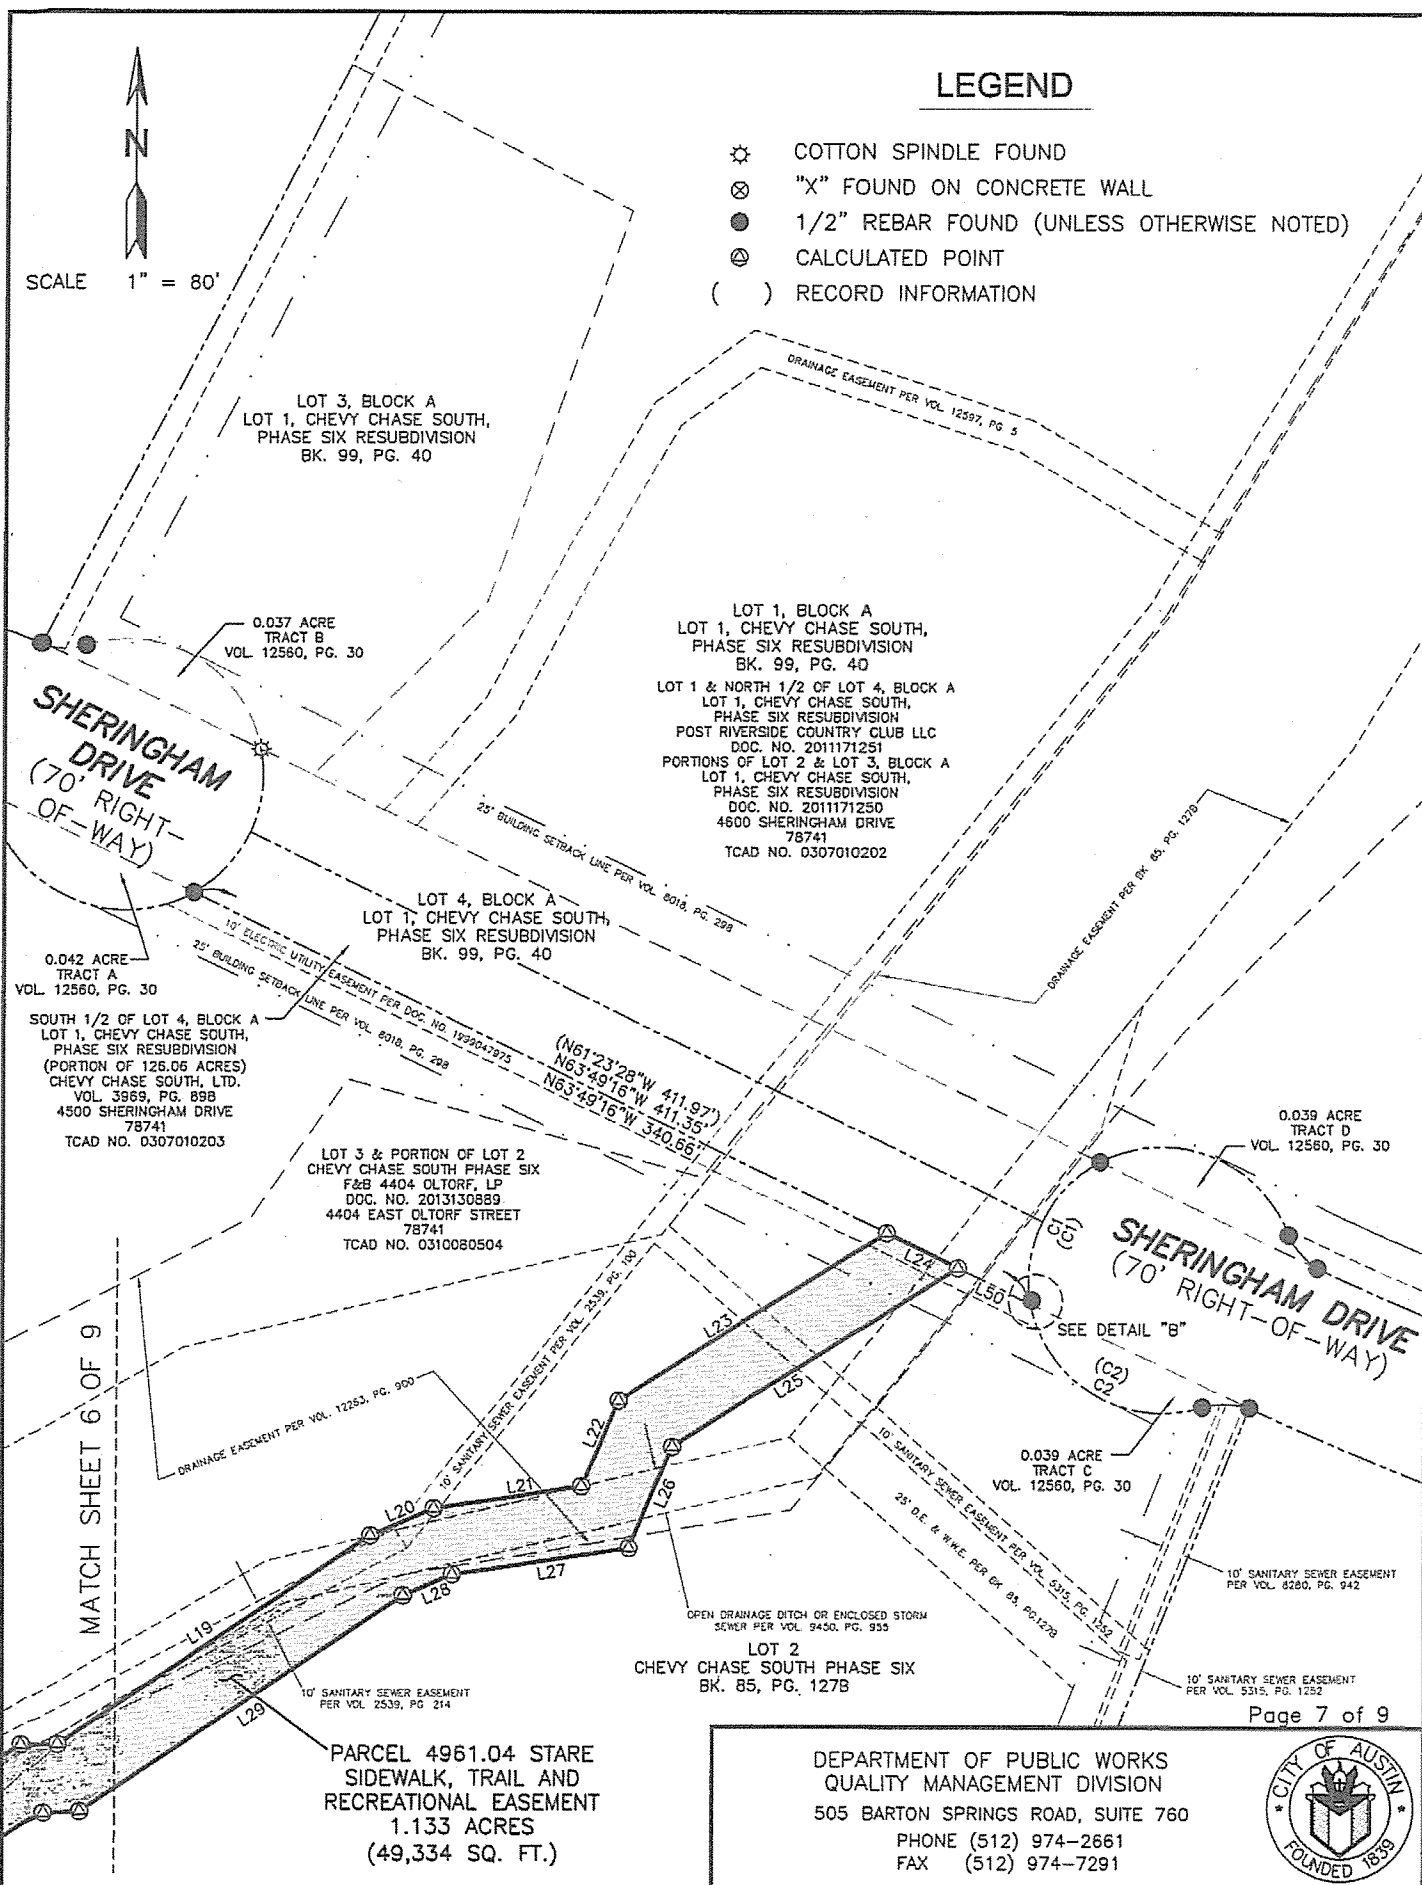 LEGEND
COTTON SPINDLE FOUND
"X" FOUND ON CONCRETE WALL
1/2" REBAR FOUND (UNLESS OTHERWISE NOTED)
CALCULATED POINT
( ) RECORD INFORMATION
N
SCALE 1" = 80'
DRAINAGE EASEMENT PER VOL. 12597, PG. 5
LOT 3, BLOCK A
LOT 1, CHEVY CHASE SOUTH,
PHASE SIX RESUBDIVISION
BK. 99, PG. 40
0.037 ACRE
TRACT B
VOL. 12560, PG. 30
LOT 1, BLOCK A
LOT 1, CHEVY CHASE SOUTH,
PHASE SIX RESUBDIVISION
BK. 99, PG. 40
LOT 1 & NORTH 1/2 OF LOT 4, BLOCK A
LOT 1, CHEVY CHASE SOUTH,
PHASE SIX RESUBDIVISION
POST RIVERSIDE COUNTRY CLUB LLC
DOC. NO. 2011171251
PORTIONS OF LOT 2 & LOT 3, BLOCK A
LOT 1, CHEVY CHASE SOUTH,
PHASE SIX RESUBDIVISION
DOC. NO. 2011171250
4600 SHERINGHAM DRIVE
78741
TCAD NO. 0307010202
SHERINGHAM
DRIVE
(70' RIGHT-
OF-WAY)
25' BUILDING SETBACK LINE PER VOL. 8018, PG. 298
DRAINAGE EASEMENT PER BK 85, PG. 127B
LOT 4, BLOCK A
LOT 1, CHEVY CHASE SOUTH,
PHASE SIX RESUBDIVISION
BK. 99, PG. 40
10' ELECTRIC UTILITY EASEMENT PER DOC. NO. 1999047975
25' BUILDING SETBACK LINE PER VOL. 8018, PG. 298
0.042 ACRE
TRACT A
VOL. 12560, PG. 30
SOUTH 1/2 OF LOT 4, BLOCK A
LOT 1, CHEVY CHASE SOUTH,
PHASE SIX RESUBDIVISION
(PORTION OF 126.06 ACRES)
CHEVY CHASE SOUTH, LTD.
VOL. 3969, PG. 898
4500 SHERINGHAM DRIVE
78741
TCAD NO. 0307010203
(N61°23'28"W 411.97')
N63°49'16"W 411.35'
N63°49'16"W 340.66'
0.039 ACRE
TRACT D
VOL. 12560, PG. 30
LOT 3 & PORTION OF LOT 2
CHEVY CHASE SOUTH PHASE SIX
F&B 4404 OLTORF, LP
DOC. NO. 2013130889
4404 EAST OLTORF STREET
78741
TCAD NO. 0310080504
(C1)
C1
SHERINGHAM DRIVE
(70' RIGHT-OF-WAY)
L24
L50
SEE DETAIL "B"
(C2)
C2
L23
L25
L22
L26
L21
L20
L27
L28
L19
L29
MATCH SHEET 6 OF 9
DRAINAGE EASEMENT PER VOL. 12263, PG. 900
10' SANITARY SEWER EASEMENT PER VOL. 2539, PG. 100
10' SANITARY SEWER EASEMENT PER VOL. 5315, PG. 1252
25' D.E. & W.W.E. PER BK 85, PG.127B
0.039 ACRE
TRACT C
VOL. 12560, PG. 30
10' SANITARY SEWER EASEMENT
PER VOL. 8280, PG. 942
OPEN DRAINAGE DITCH OR ENCLOSED STORM
SEWER PER VOL. 9450, PG. 955
LOT 2
CHEVY CHASE SOUTH PHASE SIX
BK. 85, PG. 127B
10' SANITARY SEWER EASEMENT
PER VOL 2539, PG 214
10' SANITARY SEWER EASEMENT
PER VOL. 5315, PG. 1252
Page 7 of 9
PARCEL 4961.04 STARE
SIDEWALK, TRAIL AND
RECREATIONAL EASEMENT
1.133 ACRES
(49,334 SQ. FT.)
DEPARTMENT OF PUBLIC WORKS
QUALITY MANAGEMENT DIVISION
505 BARTON SPRINGS ROAD, SUITE 760
PHONE (512) 974-2661
FAX (512) 974-7291
CITY OF AUSTIN
FOUNDED 1839